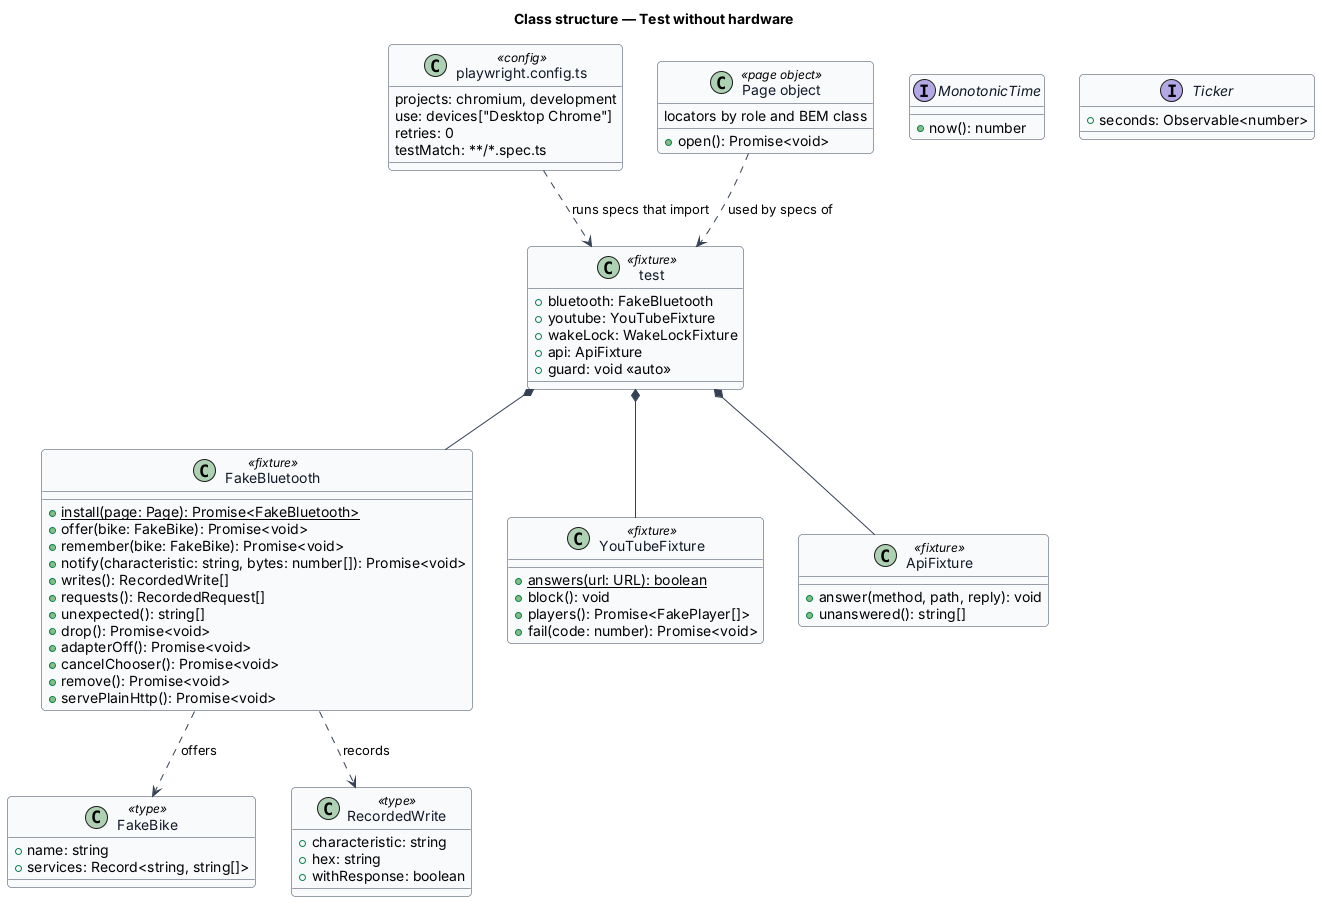 Class structure — Test without hardware
«config»
C playwright.config.ts
projects: chromium, development
use: devices["Desktop Chrome"]
retries: 0
testMatch: **/*.spec.ts
«page object»
C Page object
locators by role and BEM class
open(): Promise<void>
I MonotonicTime
now(): number
I Ticker
seconds: Observable<number>
runs specs that import
used by specs of
«fixture»
C test
bluetooth: FakeBluetooth
youtube: YouTubeFixture
wakeLock: WakeLockFixture
api: ApiFixture
guard: void «auto»
«fixture»
C FakeBluetooth
install(page: Page): Promise<FakeBluetooth>
offer(bike: FakeBike): Promise<void>
remember(bike: FakeBike): Promise<void>
notify(characteristic: string, bytes: number[]): Promise<void>
writes(): RecordedWrite[]
requests(): RecordedRequest[]
unexpected(): string[]
drop(): Promise<void>
adapterOff(): Promise<void>
cancelChooser(): Promise<void>
remove(): Promise<void>
servePlainHttp(): Promise<void>
«fixture»
C YouTubeFixture
answers(url: URL): boolean
block(): void
players(): Promise<FakePlayer[]>
fail(code: number): Promise<void>
«fixture»
C ApiFixture
answer(method, path, reply): void
unanswered(): string[]
offers
records
«type»
C FakeBike
name: string
services: Record<string, string[]>
«type»
C RecordedWrite
characteristic: string
hex: string
withResponse: boolean